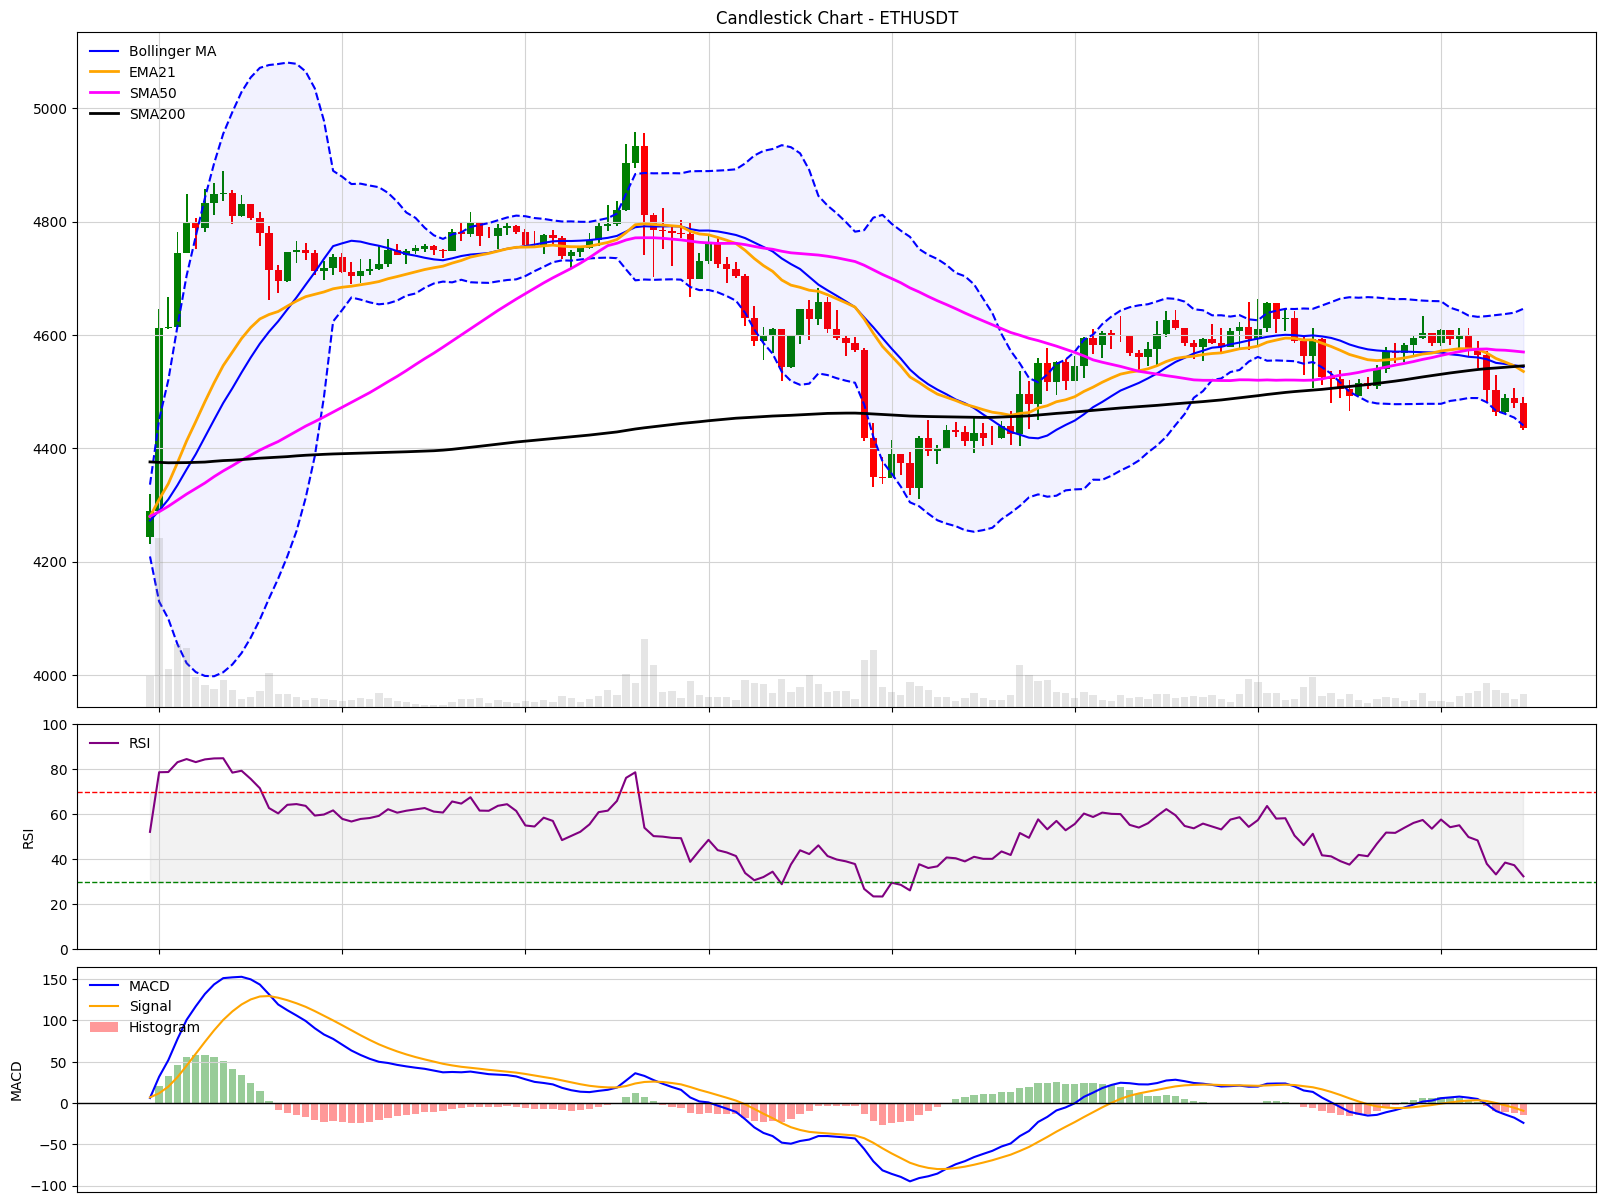 Candlestick Chart - ETHUSDT
Bollinger MA
EMA21
SMA50
SMA200
5000
4800
4600
4400
4200
4000
100
80
60
40
20
0
RSI
RSI
150
100
50
0
−50
−100
MACD
MACD
Signal
Histogram